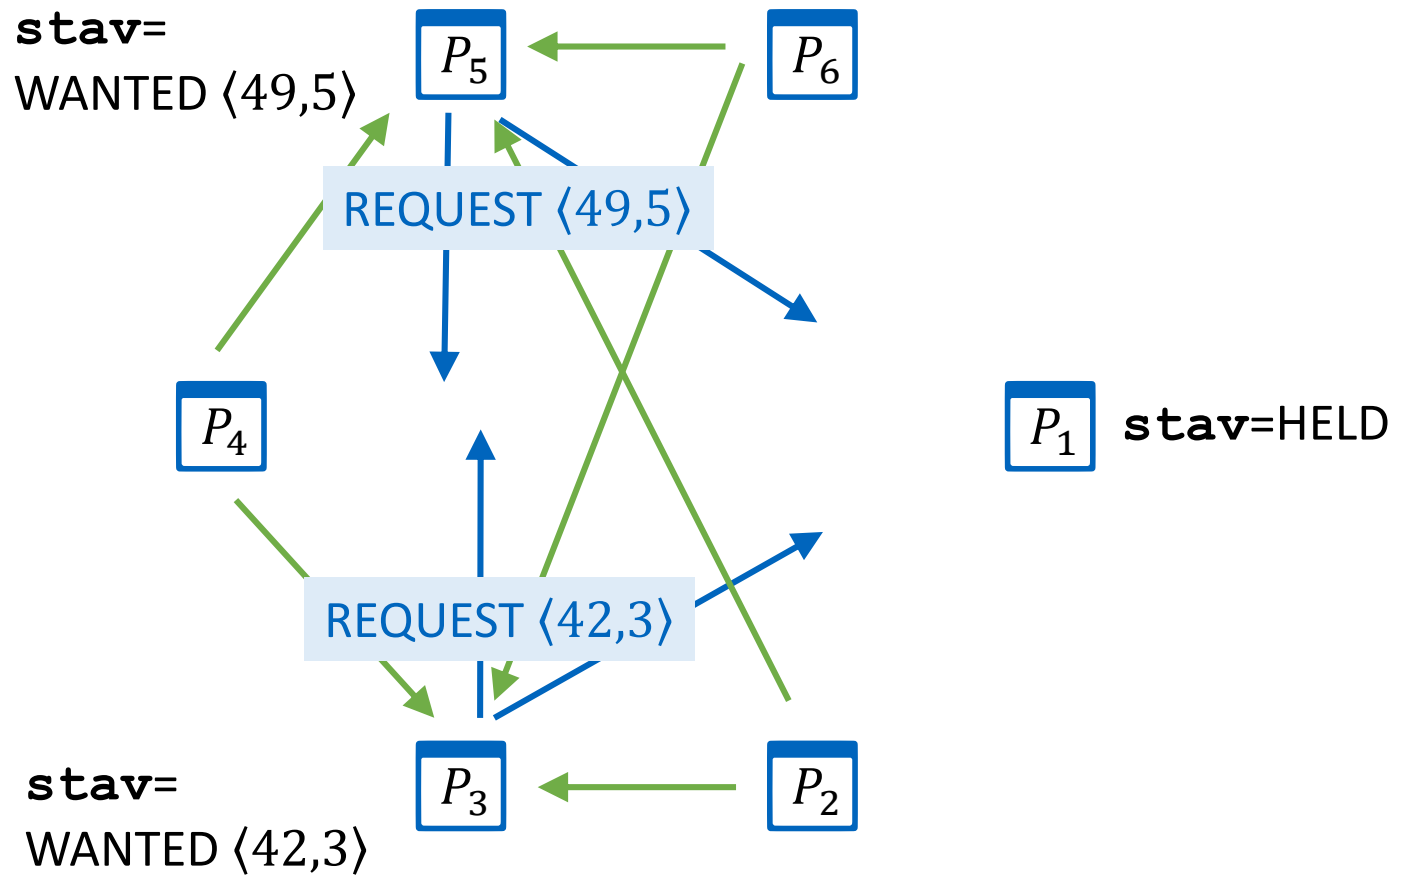 stav=
WANTED ⟨49,5⟩
P₅
P₆
REQUEST ⟨49,5⟩
P₄
P₁
stav=HELD
REQUEST ⟨42,3⟩
stav=
WANTED ⟨42,3⟩
P₃
P₂